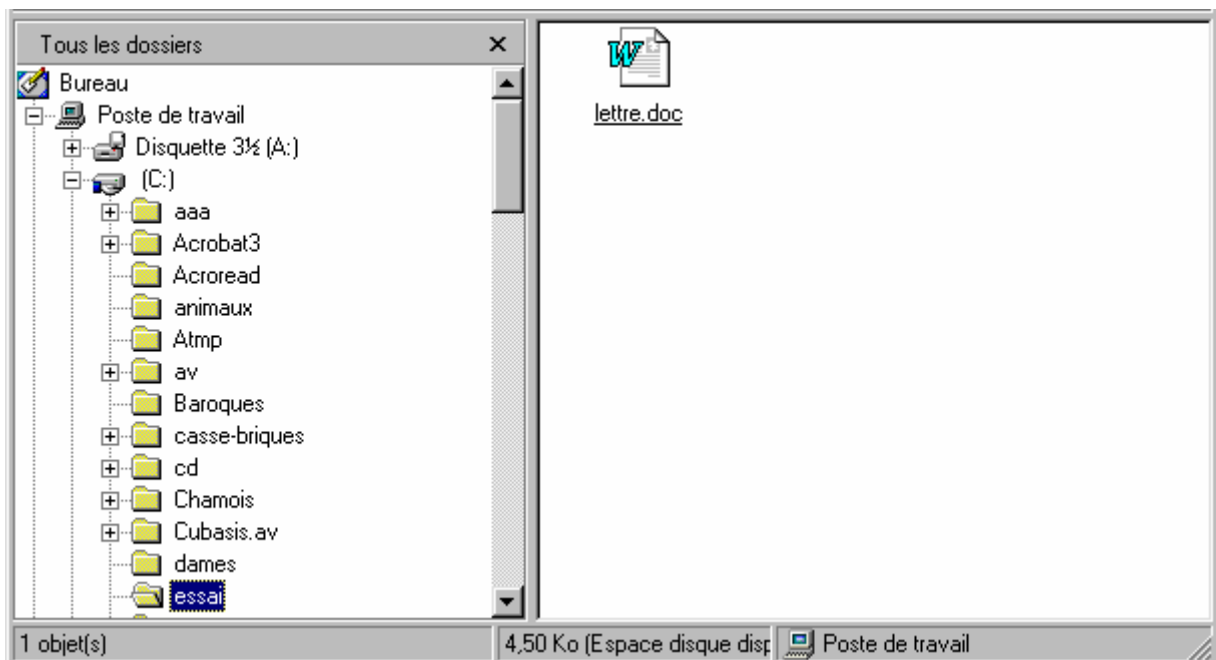 Tous les dossiers
Bureau
Poste de travail
Disquette 3½ (A:)
(C:)
aaa
Acrobat3
Acroread
animaux
Atmp
av
Baroques
casse-briques
cd
Chamois
Cubasis.av
dames
essai
lettre.doc
1 objet(s)
4,50 Ko (Espace disque disp
Poste de travail